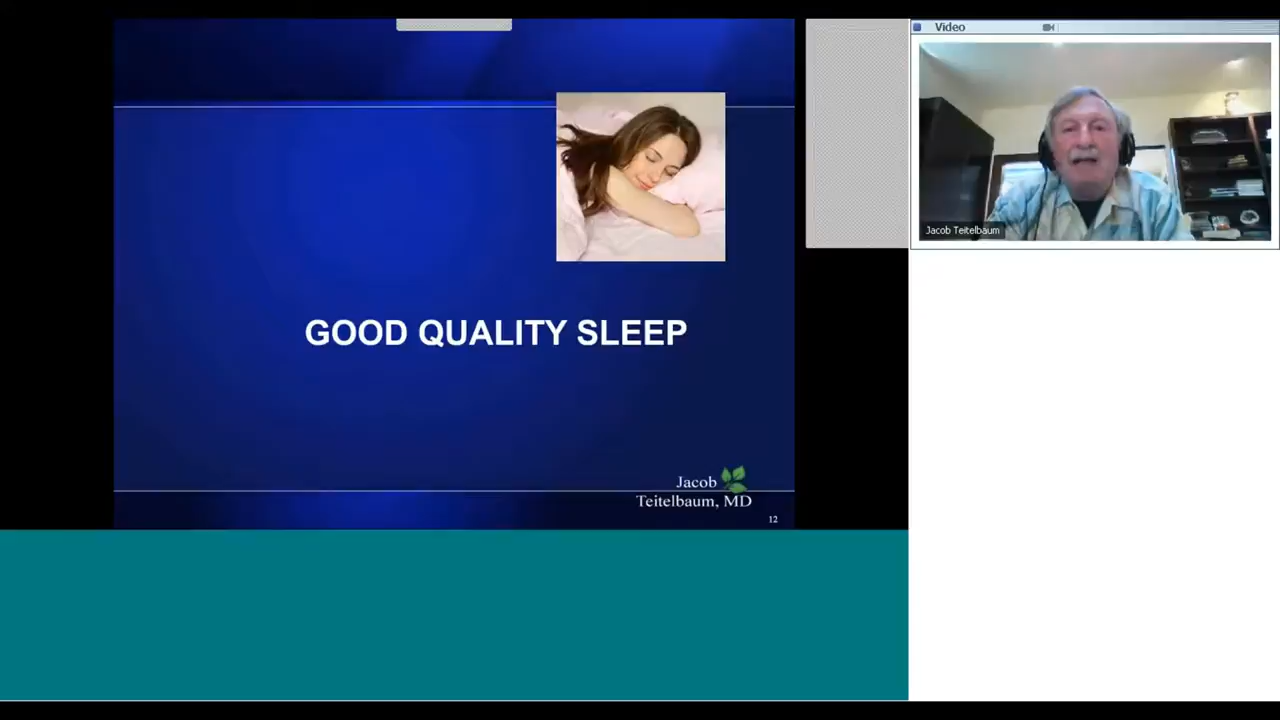 Video
Jacob Teitelbaum
GOOD QUALITY SLEEP
Jacob
Teitelbaum, MD
12